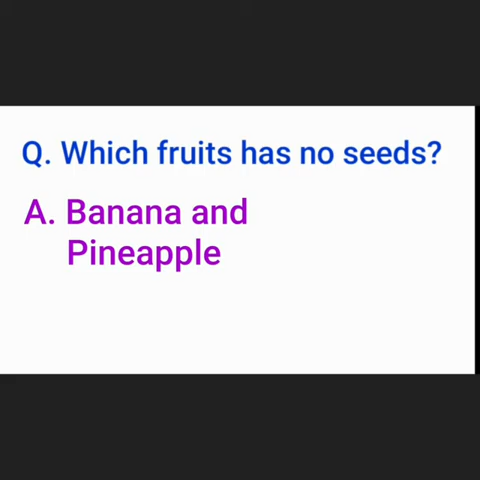 Q. Which fruits has no seeds?
A. Banana and
Pineapple